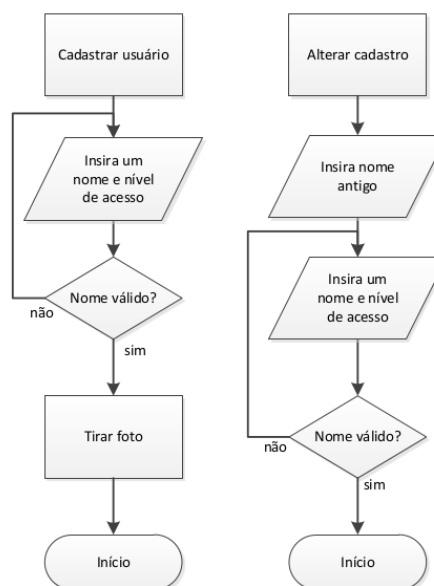 Cadastrar usuário
Insira um
nome e nível
de acesso
Nome válido?
não
sim
Tirar foto
Início
Alterar cadastro
Insira nome
antigo
Insira um
nome e nível
de acesso
Nome válido?
não
sim
Início